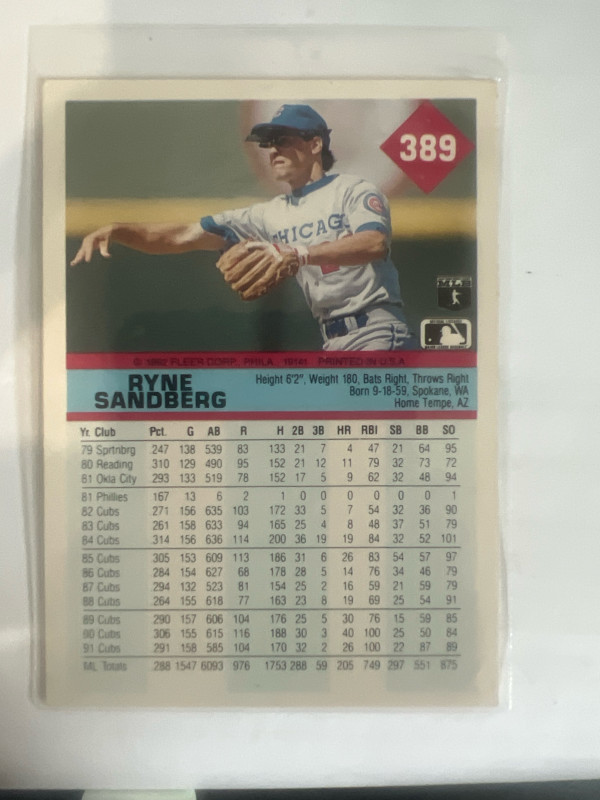 389
CHICAGO
MLB
© 1992 FLEER CORP., PHILA. 19141 PRINTED IN U.S.A.
RYNE
SANDBERG
Height 6'2", Weight 180, Bats Right, Throws Right
Born 9-18-59, Spokane, WA
Home Tempe, AZ
Yr. Club Pct. G AB R H 2B 3B HR RBI SB BB SO
79 Sprtnbrg .247 138 539 83 133 21 7 4 47 21 64 95
80 Reading .310 129 490 95 152 21 12 11 79 32 73 72
81 Okla City .293 133 519 78 152 17 5 9 62 32 48 94
81 Phillies .167 13 6 2 1 0 0 0 0 0 0 1
82 Cubs .271 156 635 103 172 33 5 7 54 32 36 90
83 Cubs .261 158 633 94 165 25 4 8 48 37 51 79
84 Cubs .314 156 636 114 200 36 19 19 84 32 52 101
85 Cubs .305 153 609 113 186 31 6 26 83 54 57 97
86 Cubs .284 154 627 68 178 28 5 14 76 34 46 79
87 Cubs .294 132 523 81 154 25 2 16 59 21 59 79
88 Cubs .264 155 618 77 163 23 8 19 69 25 54 91
89 Cubs .290 157 606 104 176 25 5 30 76 15 59 85
90 Cubs .306 155 615 116 188 30 3 40 100 25 50 84
91 Cubs .291 158 585 104 170 32 2 26 100 22 87 89
ML Totals .288 1547 6093 976 1753 288 59 205 749 297 551 875